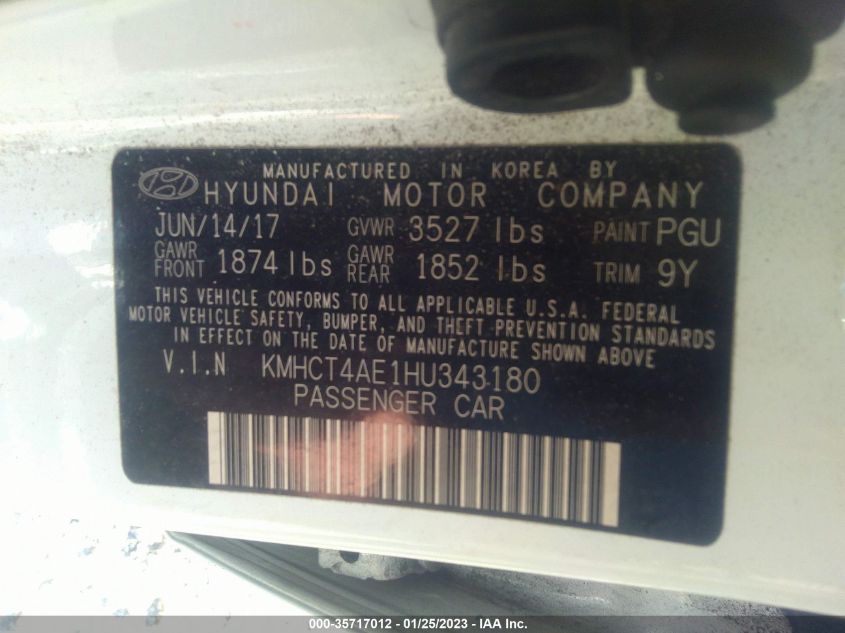 MANUFACTURED IN KOREA BY
HYUNDAI MOTOR COMPANY
JUN/14/17 GVWR 3527 lbs PAINT PGU
GAWR FRONT 1874 lbs GAWR REAR 1852 lbs TRIM 9Y
THIS VEHICLE CONFORMS TO ALL APPLICABLE U.S.A. FEDERAL
MOTOR VEHICLE SAFETY, BUMPER, AND THEFT PREVENTION STANDARDS
IN EFFECT ON THE DATE OF MANUFACTURE SHOWN ABOVE
V.I.N KMHCT4AE1HU343180
PASSENGER CAR
000-35717012 - 01/25/2023 - IAA Inc.